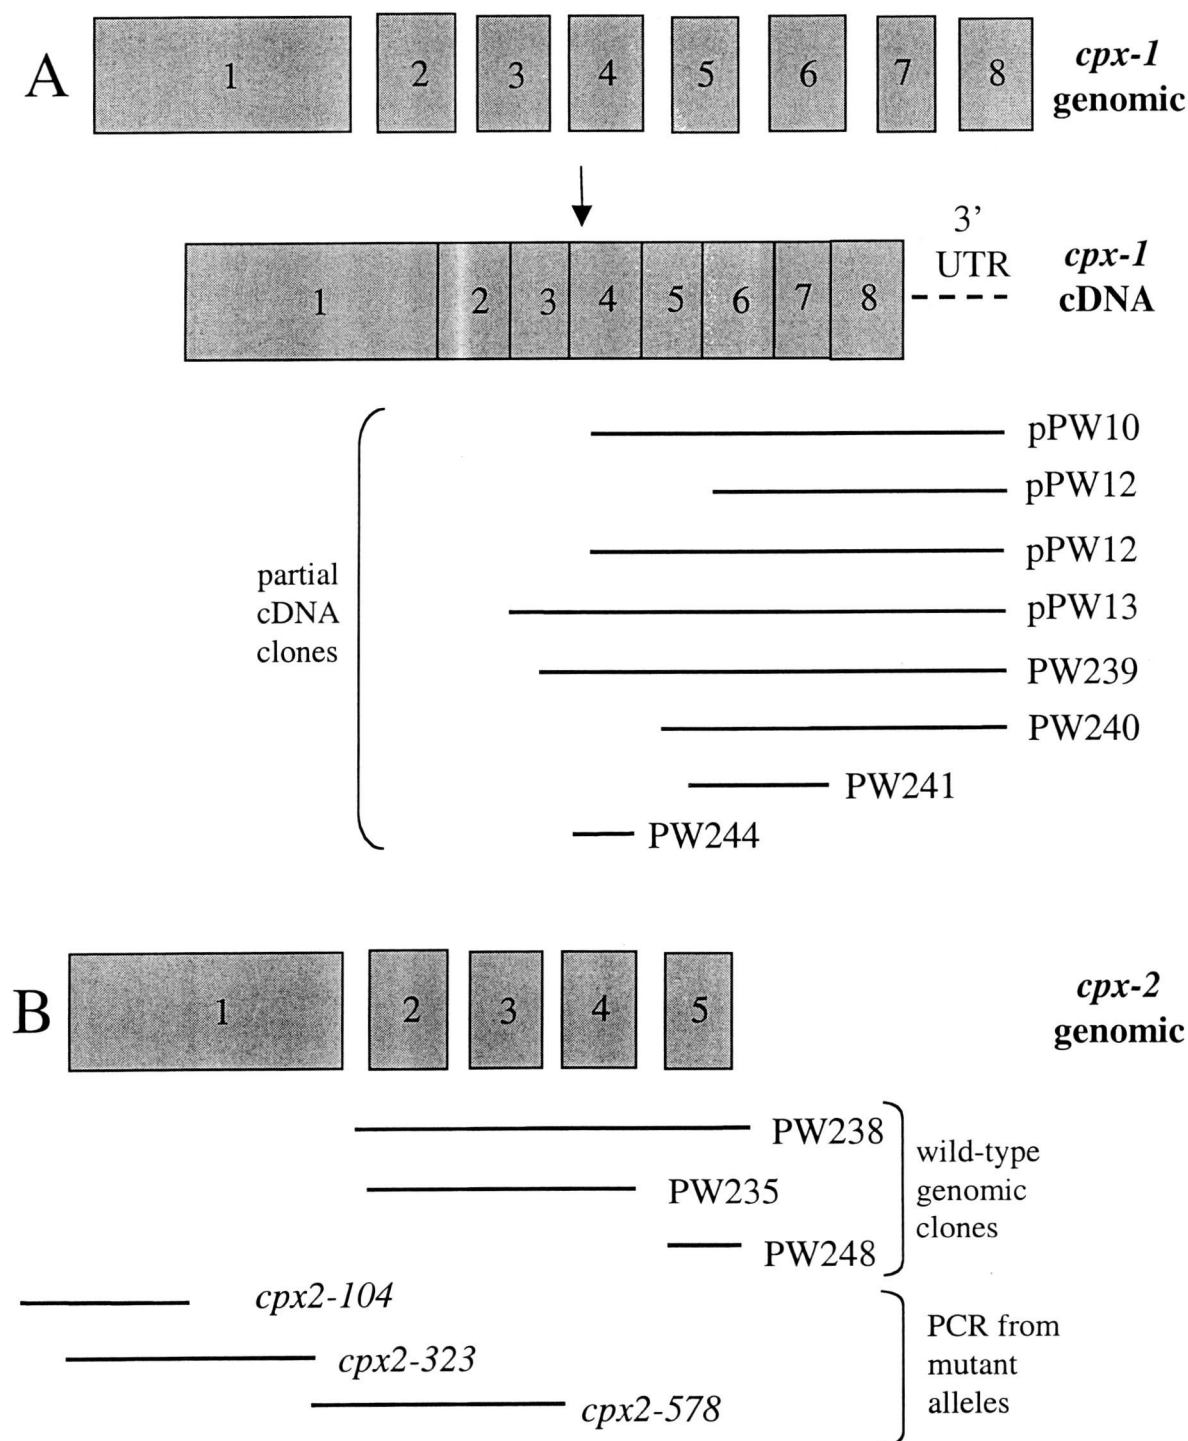 A
1 2 3 4 5 6 7 8
cpx-1
genomic
3'
UTR
cpx-1
cDNA
1 2 3 4 5 6 7 8
partial
cDNA
clones
pPW10
pPW12
pPW12
pPW13
PW239
PW240
PW241
PW244
B
1 2 3 4 5
cpx-2
genomic
PW238
PW235
PW248
wild-type
genomic
clones
cpx2-104
cpx2-323
cpx2-578
PCR from
mutant
alleles